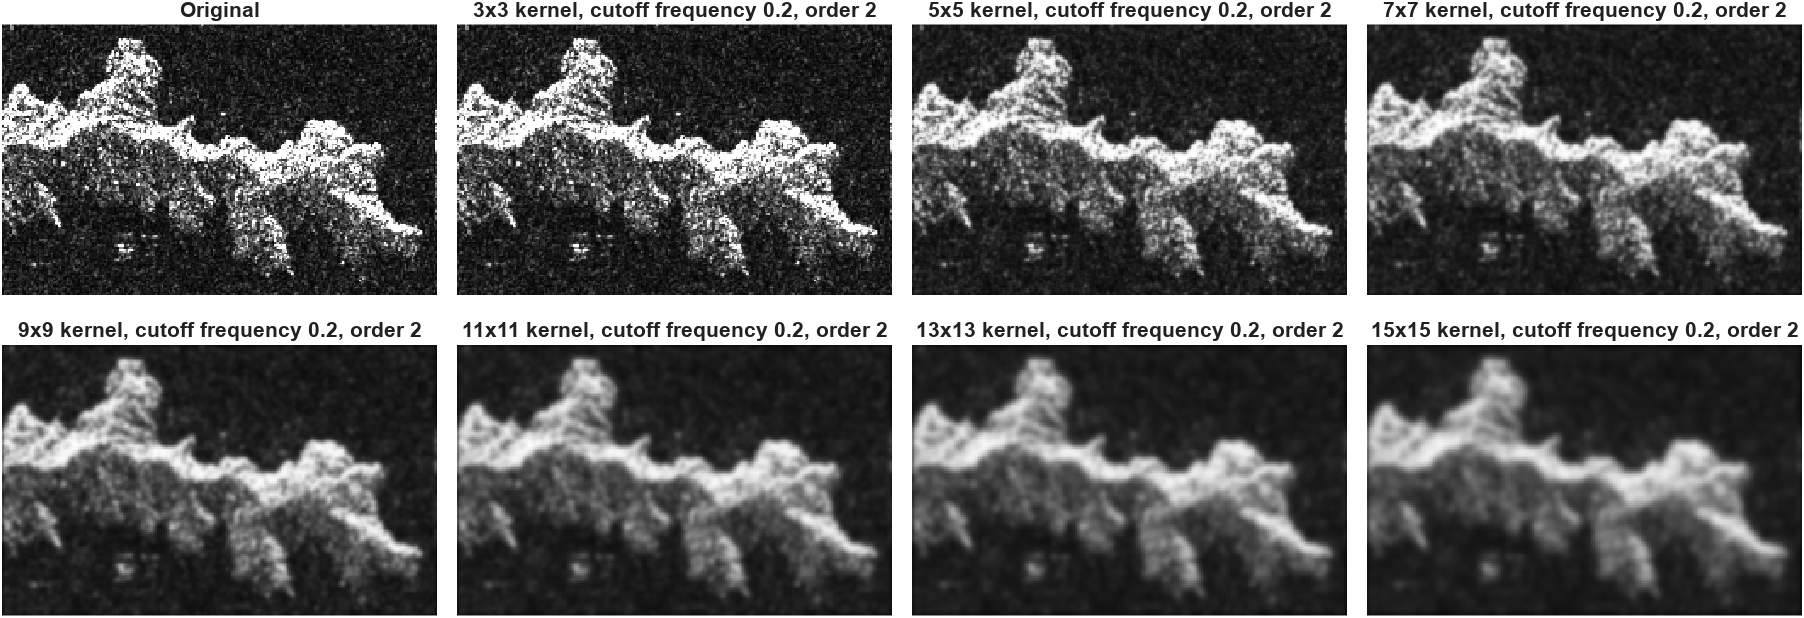 Original
3x3 kernel, cutoff frequency 0.2, order 2
5x5 kernel, cutoff frequency 0.2, order 2
7x7 kernel, cutoff frequency 0.2, order 2
9x9 kernel, cutoff frequency 0.2, order 2
11x11 kernel, cutoff frequency 0.2, order 2
13x13 kernel, cutoff frequency 0.2, order 2
15x15 kernel, cutoff frequency 0.2, order 2